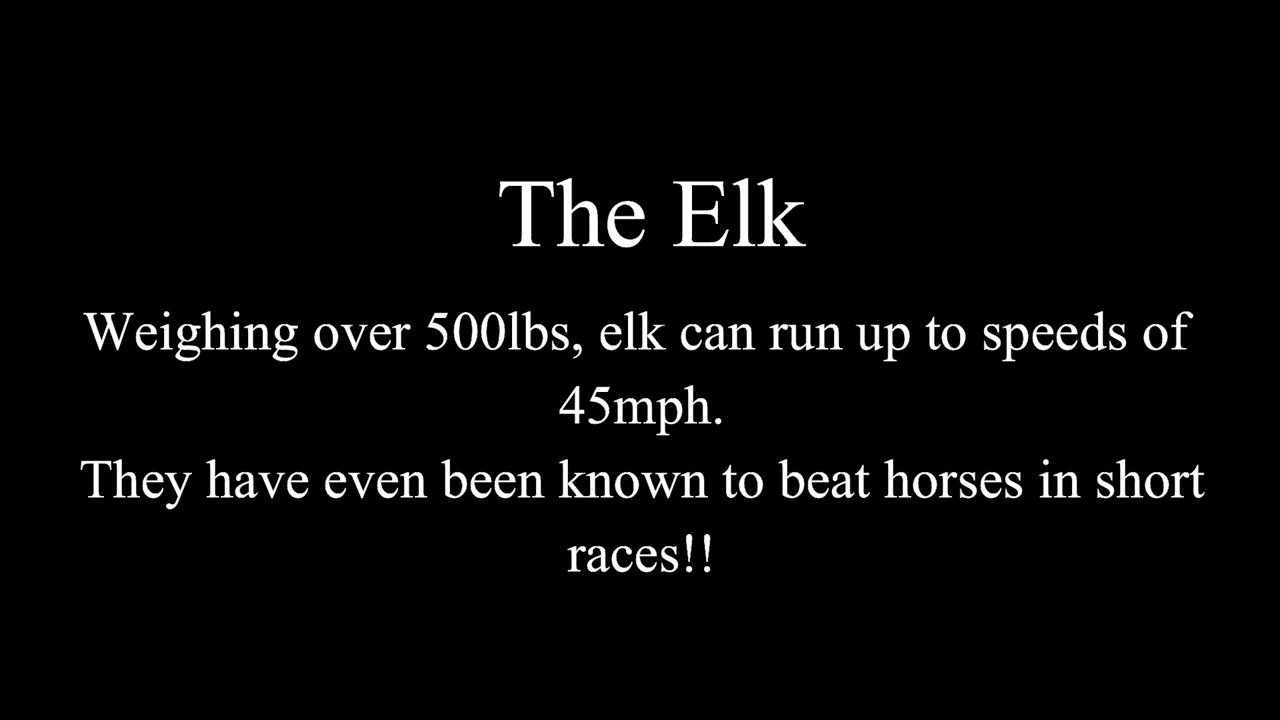 The Elk
Weighing over 500lbs, elk can run up to speeds of
45mph.
They have even been known to beat horses in short
races!!